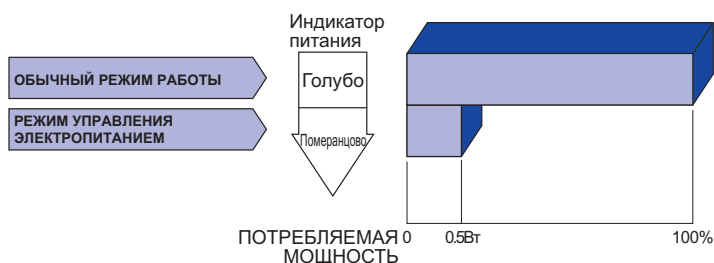 Индикатор
питания
ОБЫЧНЫЙ РЕЖИМ РАБОТЫ
Голубо
РЕЖИМ УПРАВЛЕНИЯ
ЭЛЕКТРОПИТАНИЕМ
Померанцово
ПОТРЕБЛЯЕМАЯ
МОЩНОСТЬ
0
0.5Вт
100%